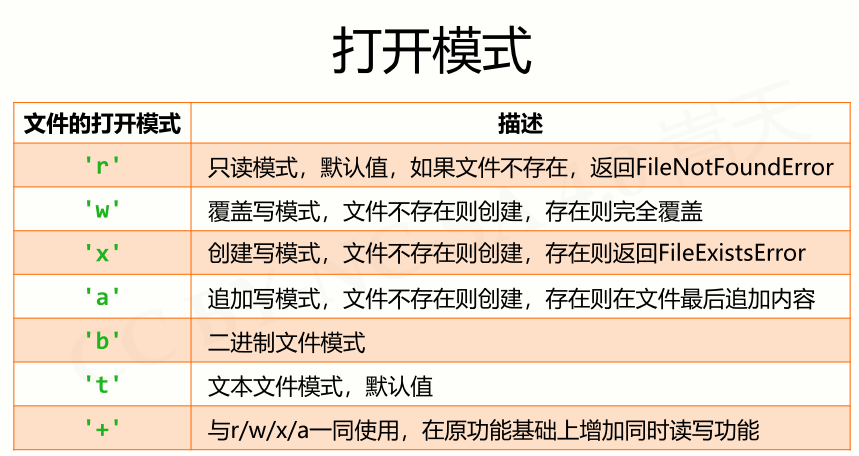 打开模式
文件的打开模式 描述
'r' 只读模式，默认值，如果文件不存在，返回FileNotFoundError
'w' 覆盖写模式，文件不存在则创建，存在则完全覆盖
'x' 创建写模式，文件不存在则创建，存在则返回FileExistsError
'a' 追加写模式，文件不存在则创建，存在则在文件最后追加内容
'b' 二进制文件模式
't' 文本文件模式，默认值
'+' 与r/w/x/a一同使用，在原功能基础上增加同时读写功能